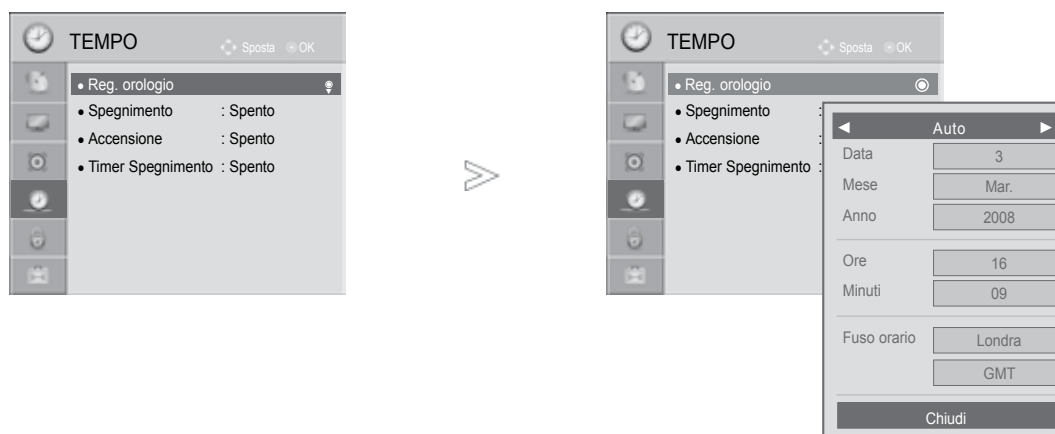 TEMPO
Sposta OK
• Reg. orologio
• Spegnimento : Spento
• Accensione : Spento
• Timer Spegnimento : Spento
TEMPO
Sposta OK
• Reg. orologio
• Spegnimento :
• Accensione :
• Timer Spegnimento :
◄ Auto ►
Data 3
Mese Mar.
Anno 2008
Ore 16
Minuti 09
Fuso orario Londra
GMT
Chiudi